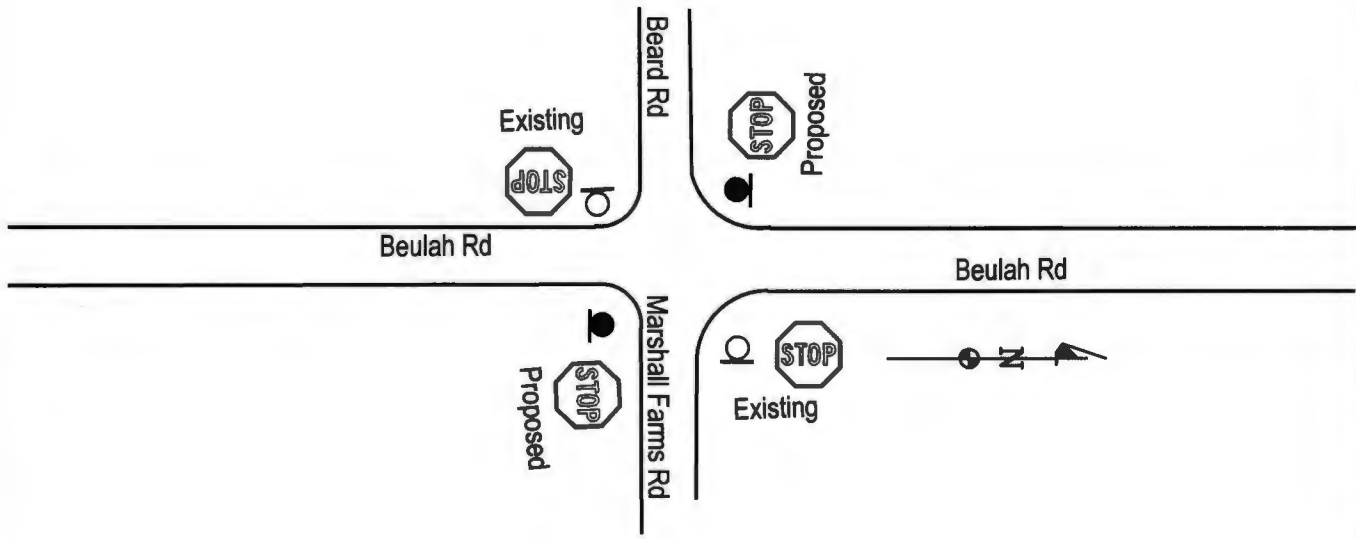 Beard Rd
Proposed
STOP
Existing
STOP
Beulah Rd
Beulah Rd
Marshall Farms Rd
STOP
Proposed
STOP
Existing
N